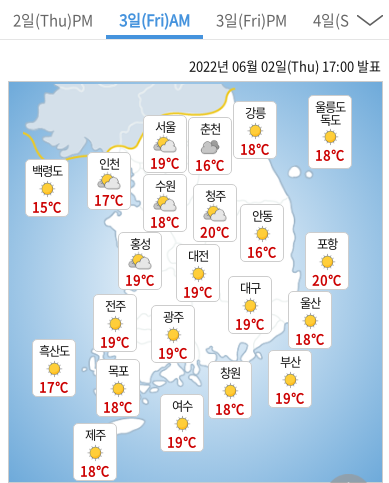 2일(Thu)PM 3일(Fri)AM 3일(Fri)PM 4일(S
2022년 06월 02일(Thu) 17:00 발표
서울
19℃
춘천
16℃
강릉
18℃
울릉도
독도
18℃
백령도
15℃
인천
17℃
수원
18℃
청주
20℃
안동
16℃
홍성
19℃
대전
19℃
포항
20℃
대구
19℃
전주
19℃
광주
19℃
울산
18℃
흑산도
17℃
목포
18℃
창원
18℃
부산
19℃
여수
19℃
제주
18℃